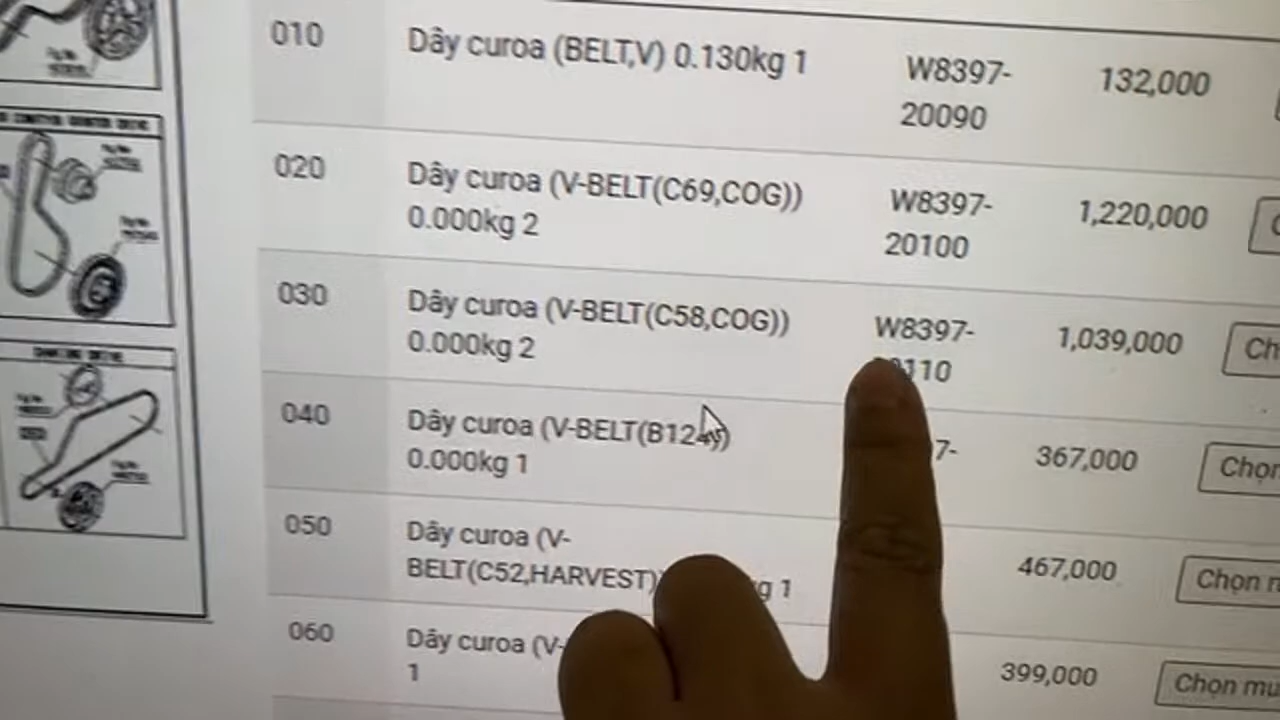 010
Dây curoa (BELT,V) 0.130kg 1
W8397-
20090
132,000
020
Dây curoa (V-BELT(C69,COG))
0.000kg 2
W8397-
20100
1,220,000
030
Dây curoa (V-BELT(C58,COG))
0.000kg 2
W8397-
1,039,000
Ch
040
Dây curoa
0.000kg 1
7-
367,000
Chọn
050
Dây curoa (V-
BELT(C52,HARVEST)
g 1
467,000
Chọn
060
Dây curoa (V-
1
399,000
Chọn mu